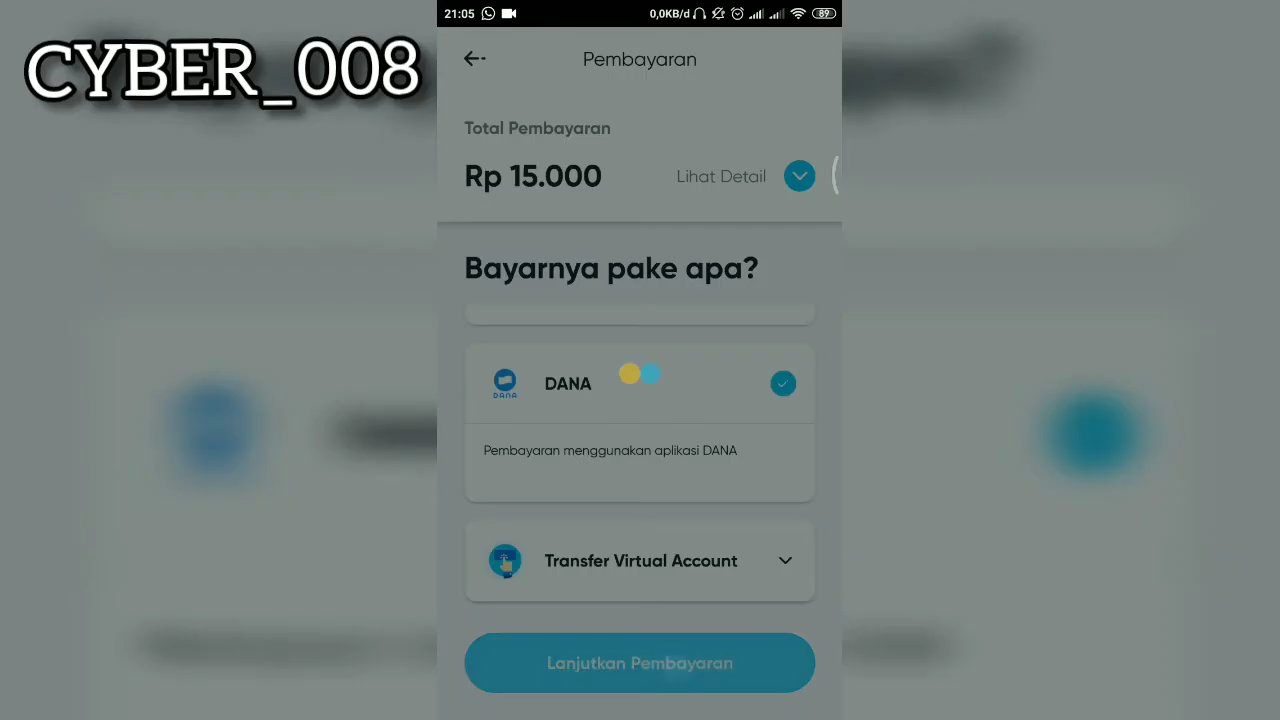 CYBER_008
21:05
0,0KB/d
89
Pembayaran
Total Pembayaran
Rp 15.000
Lihat Detail
Bayarnya pake apa?
DANA
DANA
Pembayaran menggunakan aplikasi DANA
Transfer Virtual Account
Lanjutkan Pembayaran